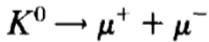 K⁰ → μ⁺ + μ⁻